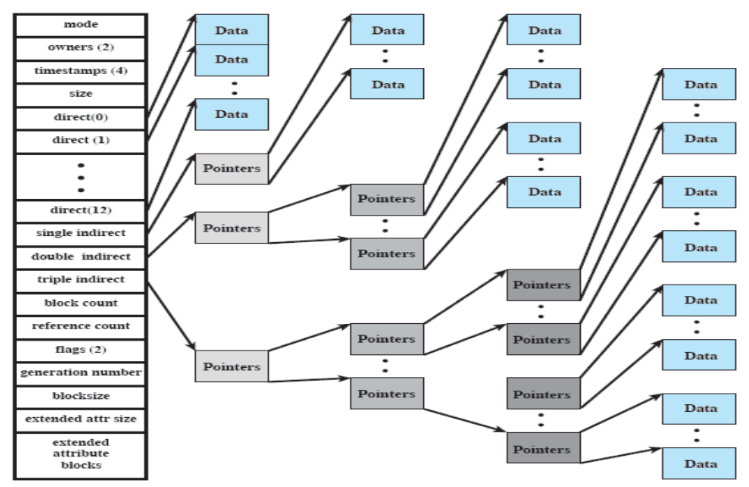 mode
owners (2)
timestamps (4)
size
direct(0)
direct (1)
direct(12)
single indirect
double indirect
triple indirect
block count
reference count
flags (2)
generation number
blocksize
extended attr size
extended
attribute
blocks
Data
Data
Data
Pointers
Pointers
Pointers
Data
Data
Pointers
Pointers
Pointers
Pointers
Data
Data
Data
Data
Pointers
Pointers
Pointers
Pointers
Data
Data
Data
Data
Data
Data
Data
Data